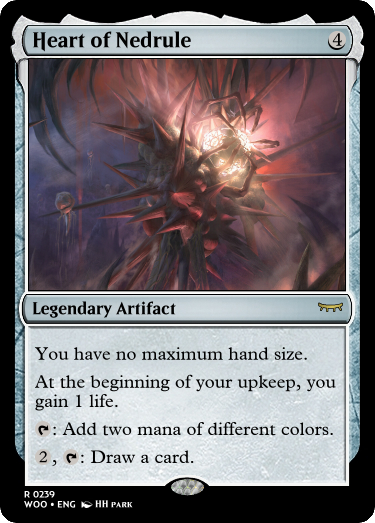 Heart of Nedrule 4
Legendary Artifact
You have no maximum hand size.
At the beginning of your upkeep, you
gain 1 life.
: Add two mana of different colors.
2 , : Draw a card.
R 0239
WOO • ENG HH PARK